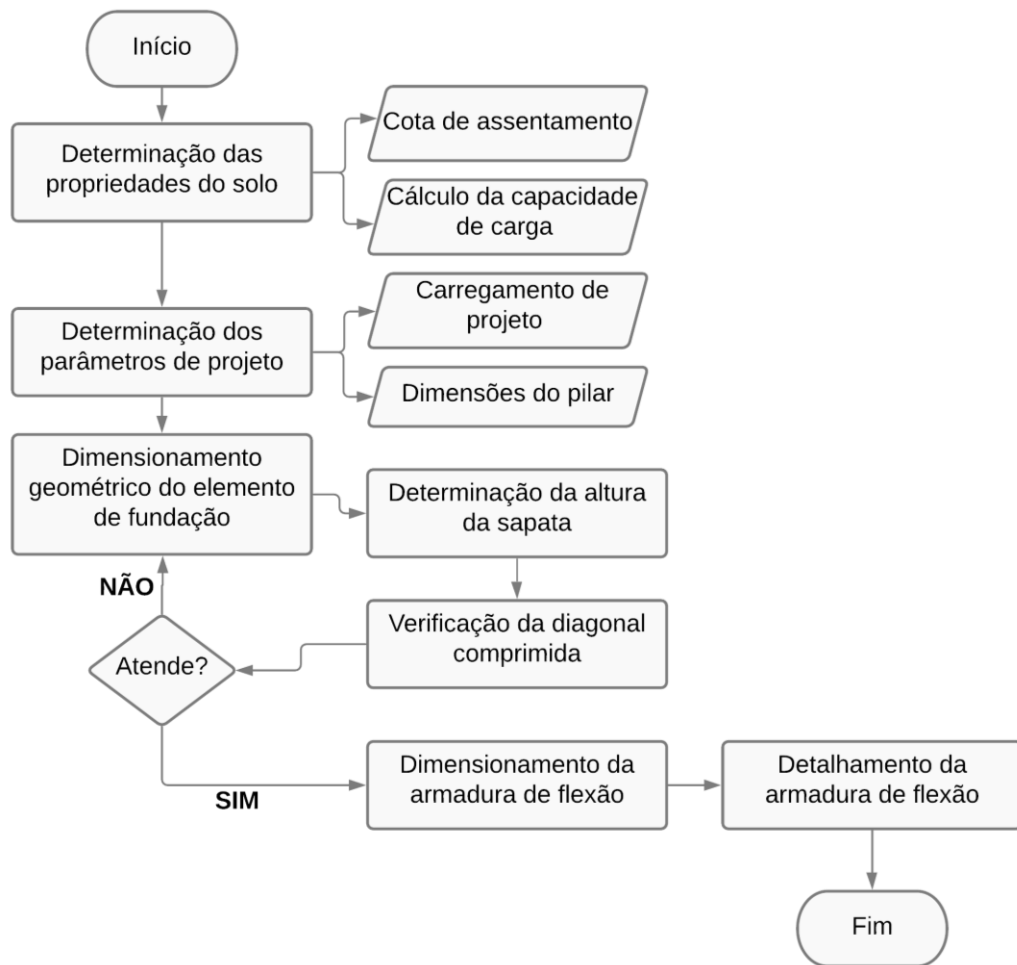 Início
Determinação das
propriedades do solo
Cota de assentamento
Cálculo da capacidade
de carga
Determinação dos
parâmetros de projeto
Carregamento de
projeto
Dimensões do pilar
Dimensionamento
geométrico do elemento
de fundação
Determinação da altura
da sapata
Verificação da diagonal
comprimida
NÃO
Atende?
SIM
Dimensionamento da
armadura de flexão
Detalhamento da
armadura de flexão
Fim